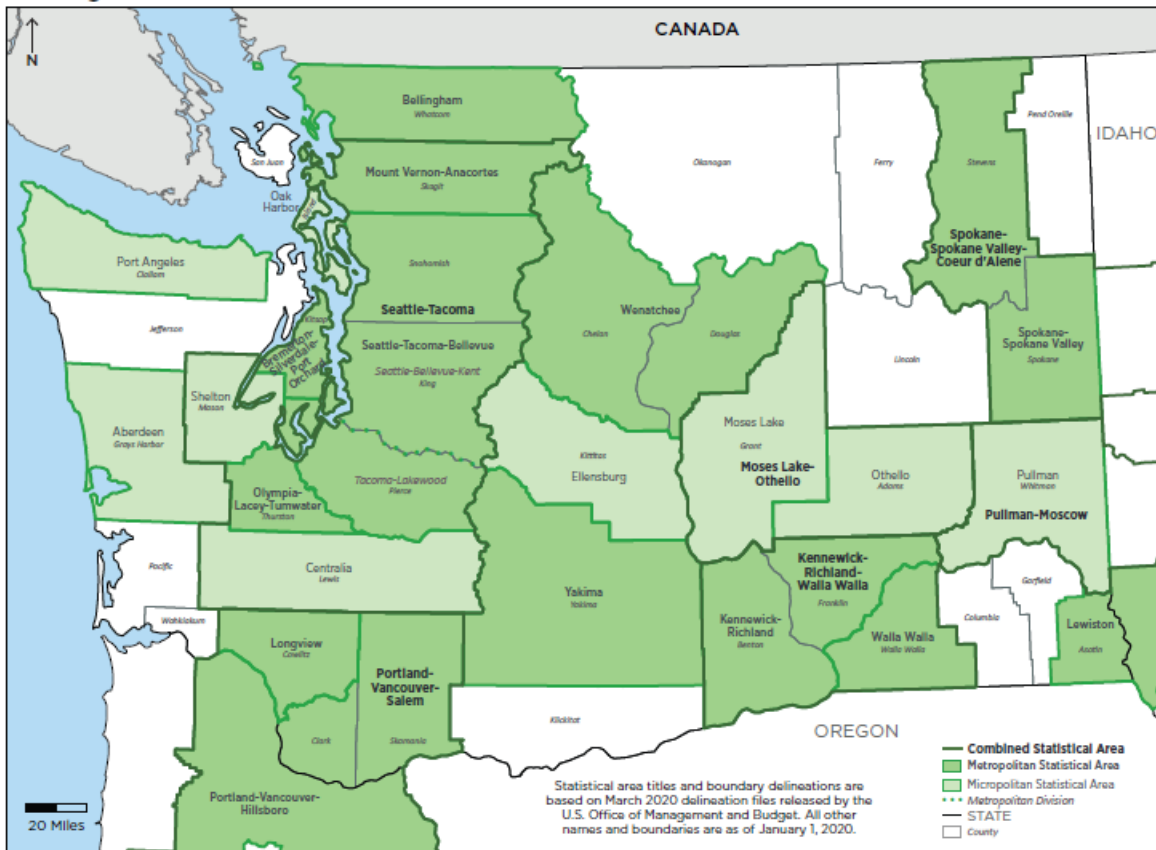 CANADA
N
Bellingham
Whatcom
San Juan
Okanogan
Ferry
Stevens
Pend Oreille
IDAHO
Mount Vernon-Anacortes
Skagit
Oak
Harbor
Island
Port Angeles
Clallam
Snohomish
Spokane-
Spokane Valley-
Coeur d'Alene
Seattle-Tacoma
Wenatchee
Chelan
Douglas
Jefferson
Kitsap
Bremerton-
Silverdale-
Port
Orchard
Seattle-Tacoma-Bellevue
Seattle-Bellevue-Kent
King
Lincoln
Spokane-
Spokane Valley
Spokane
Shelton
Mason
Aberdeen
Grays Harbor
Kittitas
Ellensburg
Moses Lake
Grant
Moses Lake-
Othello
Othello
Adams
Pullman
Whitman
Pullman-Moscow
Olympia-
Lacey-Tumwater
Thurston
Tacoma-Lakewood
Pierce
Centralia
Lewis
Pacific
Wahkiakum
Yakima
Yakima
Kennewick-
Richland-
Walla Walla
Franklin
Kennewick-
Richland
Benton
Walla Walla
Walla Walla
Columbia
Garfield
Lewiston
Asotin
Longview
Cowlitz
Portland-
Vancouver-
Salem
Clark
Skamania
Klickitat
OREGON
Portland-Vancouver-
Hillsboro
20 Miles
Statistical area titles and boundary delineations are
based on March 2020 delineation files released by the
U.S. Office of Management and Budget. All other
names and boundaries are as of January 1, 2020.
Combined Statistical Area
Metropolitan Statistical Area
Micropolitan Statistical Area
Metropolitan Division
STATE
County